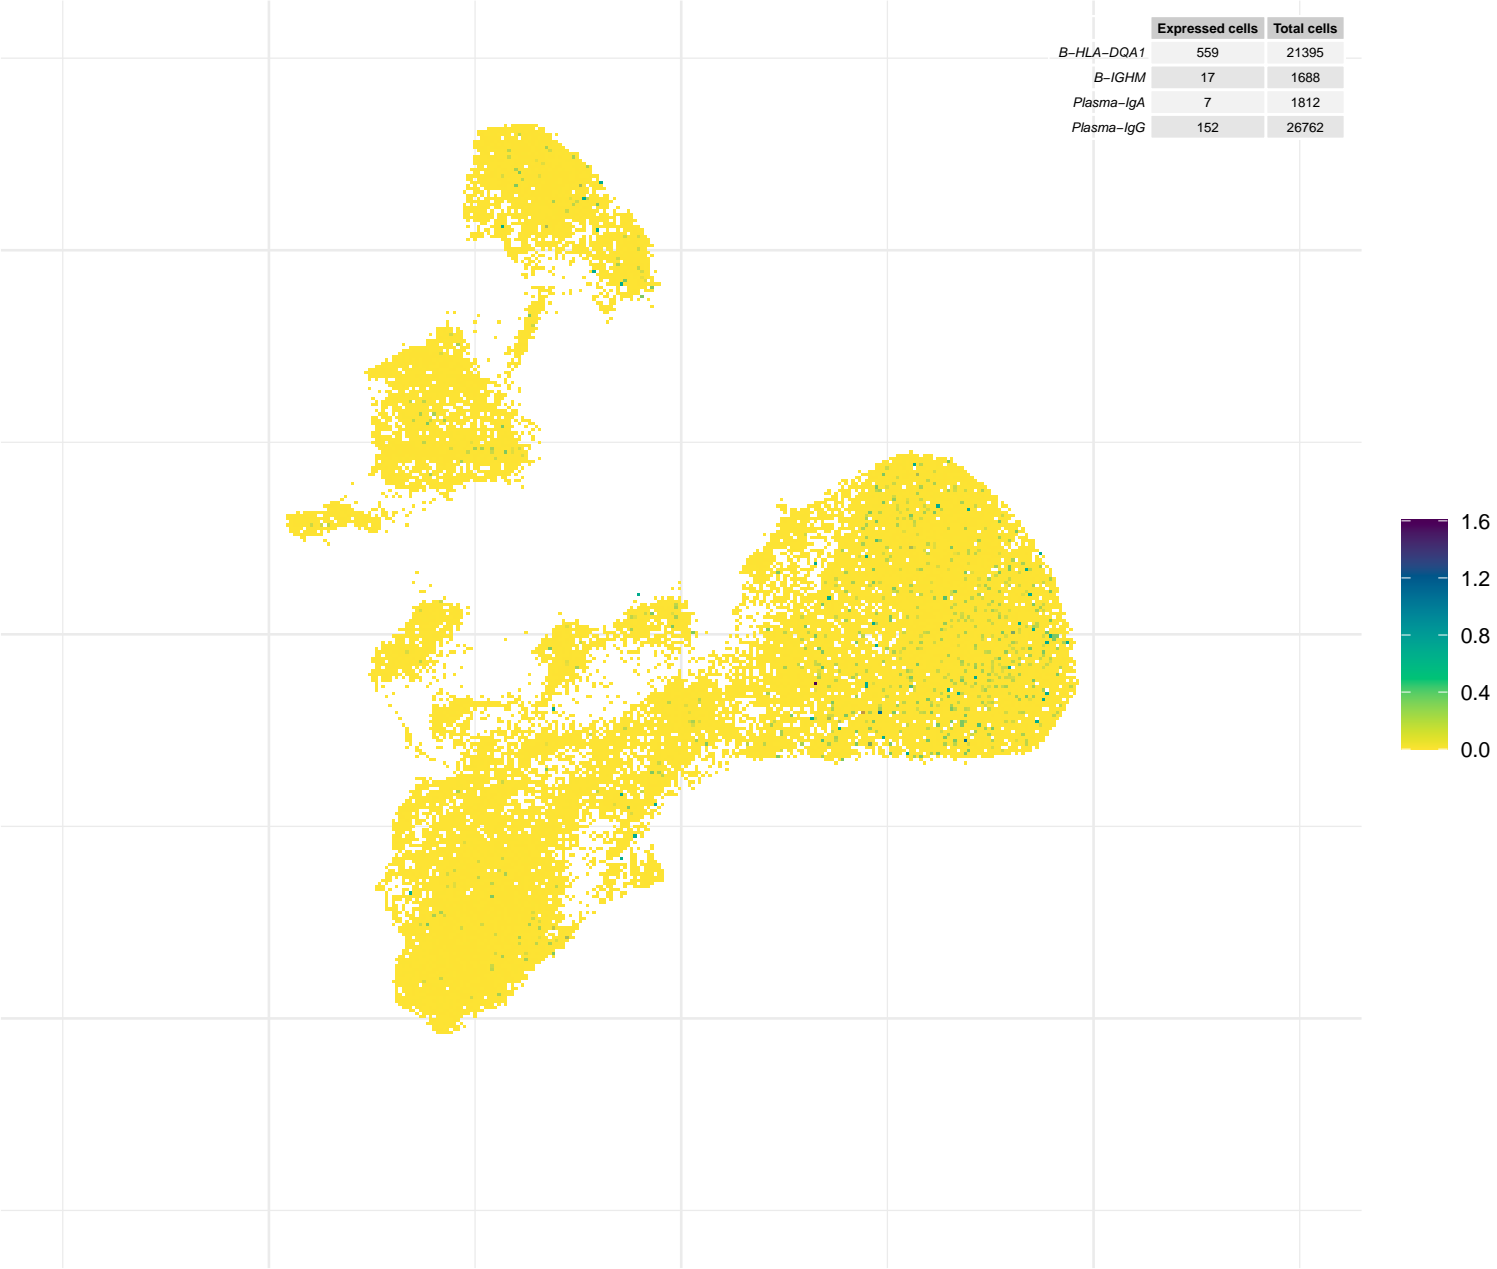 Expressed cells Total cells
B−HLA−DQA1 559 21395
B−IGHM 17 1688
Plasma−IgA 7 1812
Plasma−IgG 152 26762
1.6
1.2
0.8
0.4
0.0